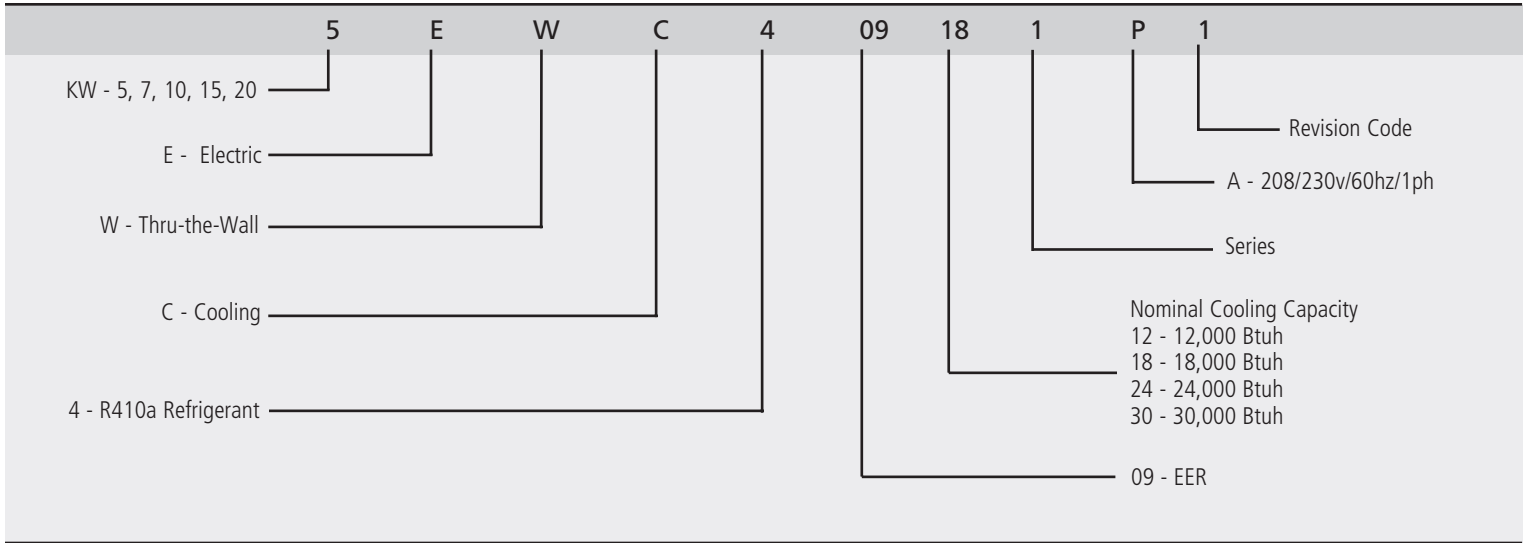 5 E W C 4 09 18 1 P 1
KW - 5, 7, 10, 15, 20
Revision Code
E - Electric
A - 208/230v/60hz/1ph
W - Thru-the-Wall
Series
C - Cooling
Nominal Cooling Capacity
12 - 12,000 Btuh
18 - 18,000 Btuh
24 - 24,000 Btuh
30 - 30,000 Btuh
4 - R410a Refrigerant
09 - EER